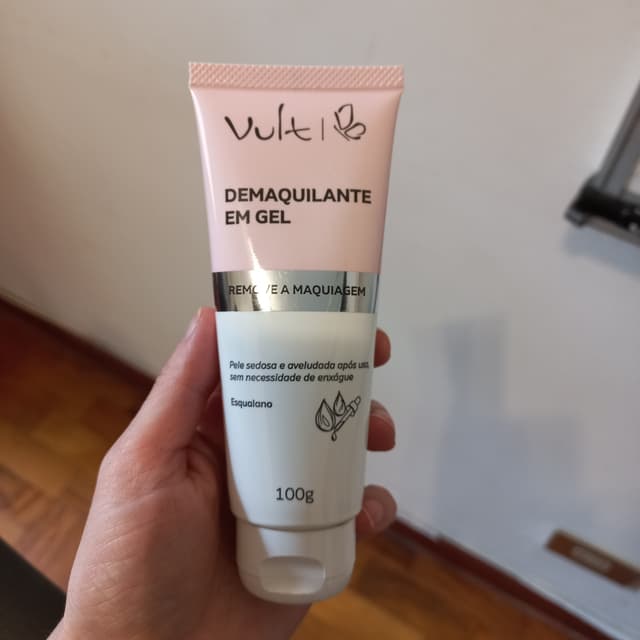 Vult
DEMAQUILANTE
EM GEL
REMOVE A MAQUIAGEM
Pele sedosa e aveludada após uso,
sem necessidade de enxágue
Esqualano
100g